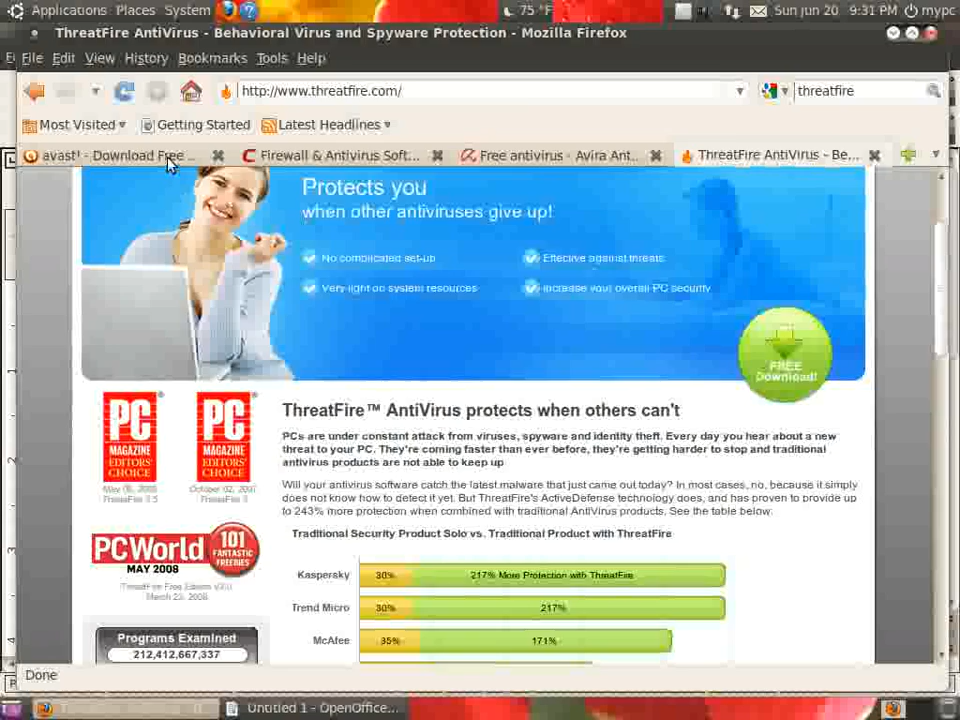 Applications Places System 75 °F Sun Jun 20 9:31 PM mypc
ThreatFire AntiVirus - Behavioral Virus and Spyware Protection - Mozilla Firefox
File Edit View History Bookmarks Tools Help
http://www.threatfire.com/ threatfire
Most Visited Getting Started Latest Headlines
avast! - Download Free ... Firewall & Antivirus Soft... Free antivirus - Avira Ant... ThreatFire AntiVirus - Be...
Protects you
when other antiviruses give up!
No complicated set-up Effective against threats
Very light on system resources Increase your overall PC security
FREE
Download!
PC
MAGAZINE
EDITORS'
CHOICE
PC
MAGAZINE
EDITORS'
CHOICE
October 02, 2007
ThreatFire™ AntiVirus protects when others can't
PCs are under constant attack from viruses, spyware and identity theft. Every day you hear about a new
threat to your PC. They're coming faster than ever before, they're getting harder to stop and traditional
antivirus products are not able to keep up
Will your antivirus software catch the latest malware that just came out today? In most cases, no, because it simply
does not know how to detect it yet. But ThreatFire's ActiveDefense technology does, and has proven to provide up
to 243% more protection when combined with traditional AntiVirus products. See the table below:
PCWorld
MAY 2008
101
FANTASTIC
FREEBIES
Traditional Security Product Solo vs. Traditional Product with ThreatFire
Kaspersky 30% 217% More Protection with ThreatFire
Trend Micro 30% 217%
McAfee 35% 171%
Programs Examined
212,412,667,337
Done
Untitled 1 - OpenOffice...